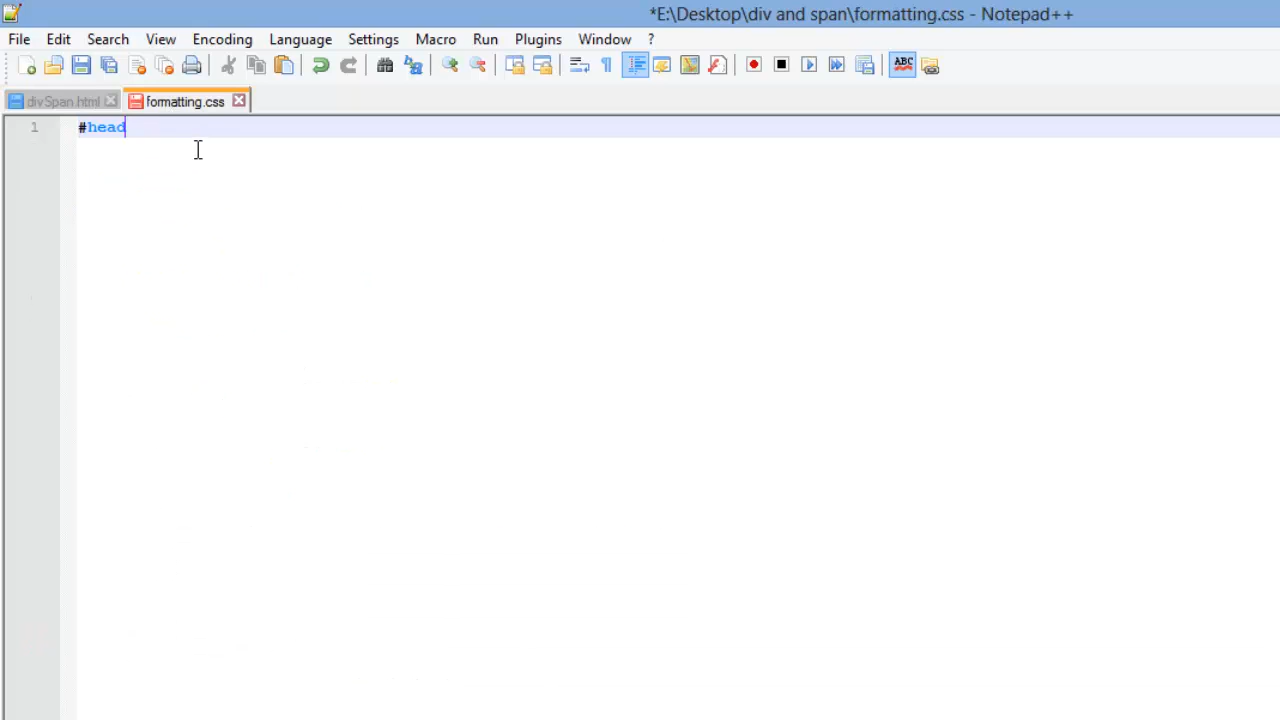 *E:\Desktop\div and span\formatting.css - Notepad++
File Edit Search View Encoding Language Settings Macro Run Plugins Window ?
ABC
divSpan.html formatting.css
1 #head